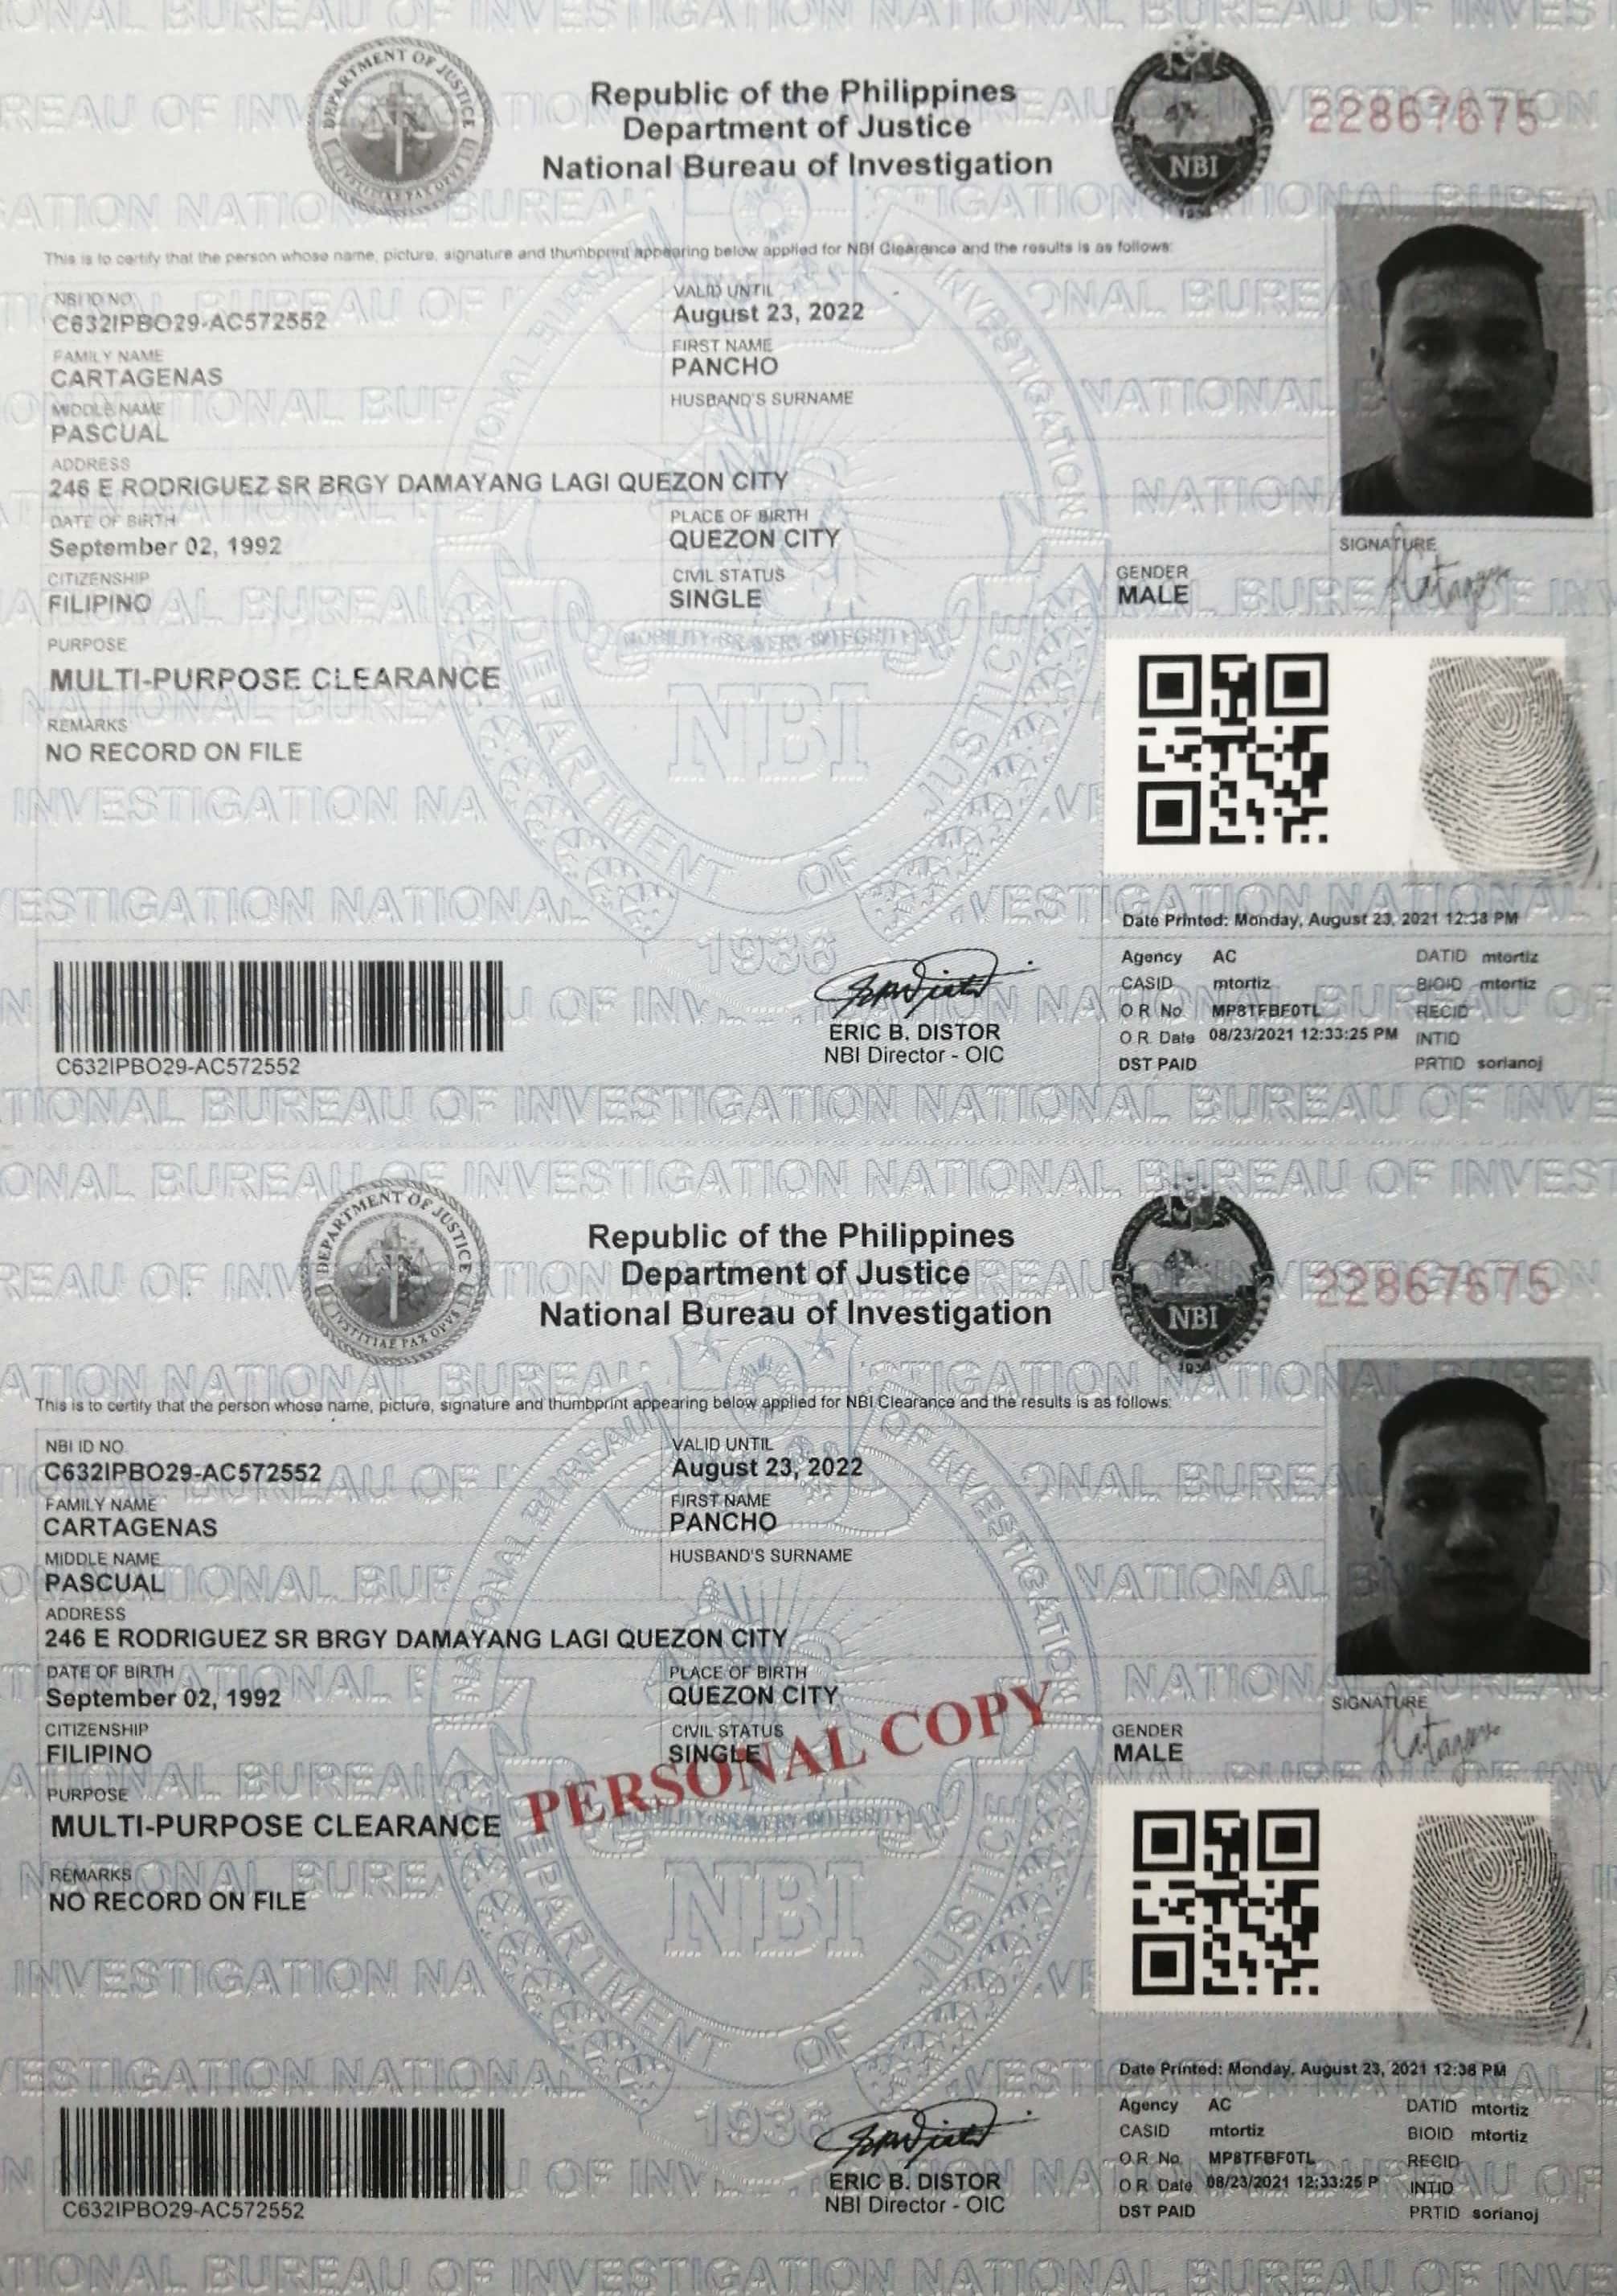 Republic of the Philippines
Department of Justice
National Bureau of Investigation
22867675
This is to certify that the person whose name, picture, signature and thumbprint appearing below applied for NBI Clearance and the results is as follows:
NBI ID NO.
C632IPBO29-AC572552
VALID UNTIL
August 23, 2022
FAMILY NAME
CARTAGENAS
FIRST NAME
PANCHO
MIDDLE NAME
PASCUAL
HUSBAND'S SURNAME
ADDRESS
246 E RODRIGUEZ SR BRGY DAMAYANG LAGI QUEZON CITY
DATE OF BIRTH
September 02, 1992
PLACE OF BIRTH
QUEZON CITY
CITIZENSHIP
FILIPINO
CIVIL STATUS
SINGLE
GENDER
MALE
SIGNATURE
PURPOSE
MULTI-PURPOSE CLEARANCE
REMARKS
NO RECORD ON FILE
C632IPBO29-AC572552
ERIC B. DISTOR
NBI Director - OIC
Date Printed: Monday, August 23, 2021 12:38 PM
Agency AC DATID mtortiz
CASID mtortiz BIOID mtortiz
O R No MP8TFBF0TL RECID
O R Date 08/23/2021 12:33:25 PM INTID
DST PAID PRTID sorianoj
Republic of the Philippines
Department of Justice
National Bureau of Investigation
22867675
This is to certify that the person whose name, picture, signature and thumbprint appearing below applied for NBI Clearance and the results is as follows:
NBI ID NO.
C632IPBO29-AC572552
VALID UNTIL
August 23, 2022
FAMILY NAME
CARTAGENAS
FIRST NAME
PANCHO
MIDDLE NAME
PASCUAL
HUSBAND'S SURNAME
ADDRESS
246 E RODRIGUEZ SR BRGY DAMAYANG LAGI QUEZON CITY
DATE OF BIRTH
September 02, 1992
PLACE OF BIRTH
QUEZON CITY
CITIZENSHIP
FILIPINO
CIVIL STATUS
SINGLE
GENDER
MALE
SIGNATURE
PERSONAL COPY
PURPOSE
MULTI-PURPOSE CLEARANCE
REMARKS
NO RECORD ON FILE
C632IPBO29-AC572552
ERIC B. DISTOR
NBI Director - OIC
Date Printed: Monday, August 23, 2021 12:38 PM
Agency AC DATID mtortiz
CASID mtortiz BIOID mtortiz
O R No MP8TFBF0TL RECID
O R Date 08/23/2021 12:33:25 P INTID
DST PAID PRTID sorianoj